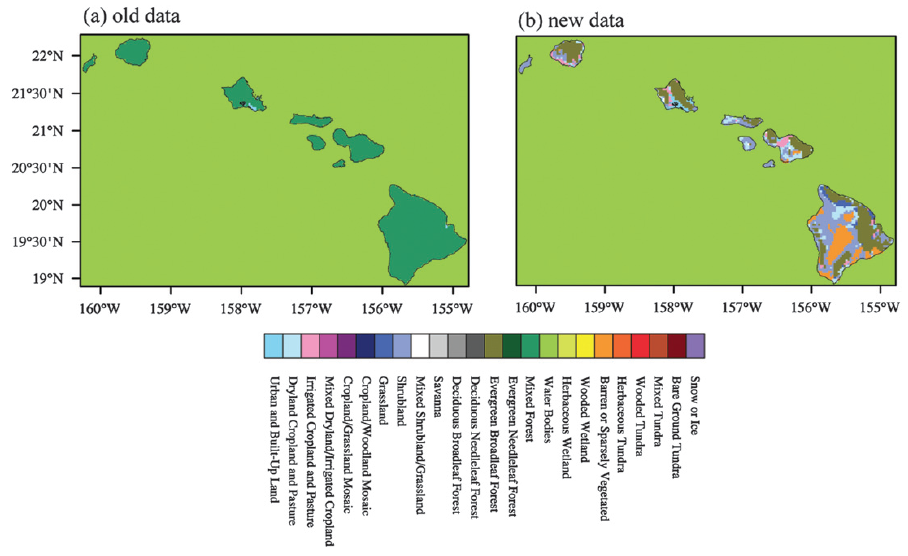 (a) old data
(b) new data
22°N
21°30'N
21°N
20°30'N
20°N
19°30'N
19°N
160°W 159°W 158°W 157°W 156°W 155°W
160°W 159°W 158°W 157°W 156°W 155°W
Urban and Built-Up Land
Dryland Cropland and Pasture
Irrigated Cropland and Pasture
Mixed Dryland/Irrigated Cropland
Cropland/Grassland Mosaic
Cropland/Woodland Mosaic
Grassland
Shrubland
Mixed Shrubland/Grassland
Savanna
Deciduous Broadleaf Forest
Deciduous Needleleaf Forest
Evergreen Broadleaf Forest
Evergreen Needleleaf Forest
Mixed Forest
Water Bodies
Herbaceous Wetland
Wooded Wetland
Barren or Sparsely Vegetated
Herbaceous Tundra
Wooded Tundra
Mixed Tundra
Bare Ground Tundra
Snow or Ice